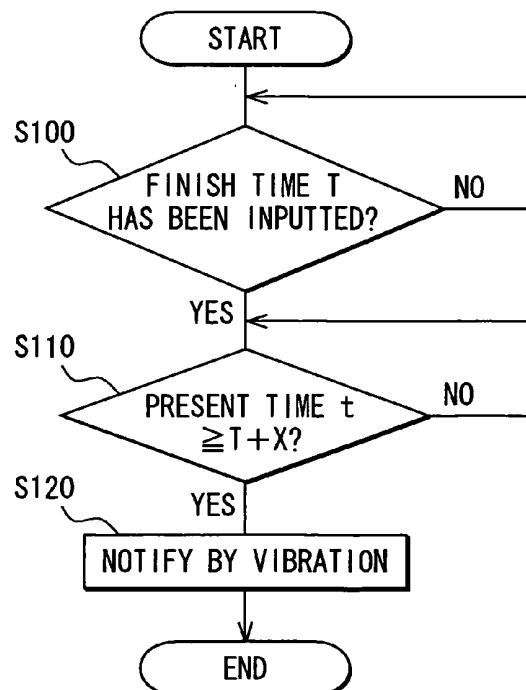 START
S100
FINISH TIME T
HAS BEEN INPUTTED?
NO
YES
S110
PRESENT TIME t
≧T+X?
NO
YES
S120
NOTIFY BY VIBRATION
END